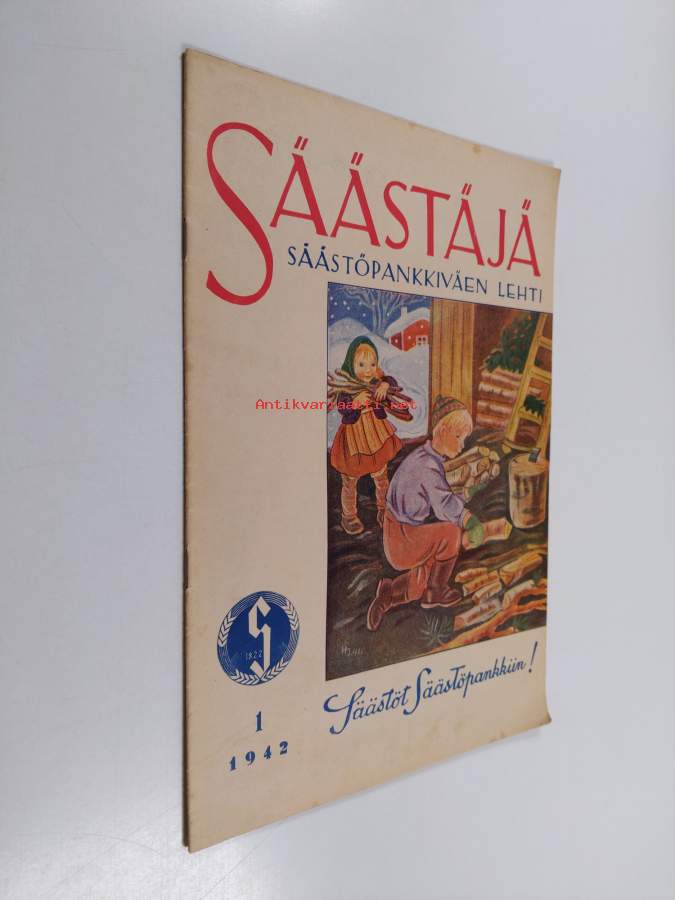 SÄÄSTÄJÄ
SÄÄSTÖPANKKIVÄEN LEHTI
Antikvariaatti.net
S
1822
1
1942
Säästöt Säästöpankkiin!